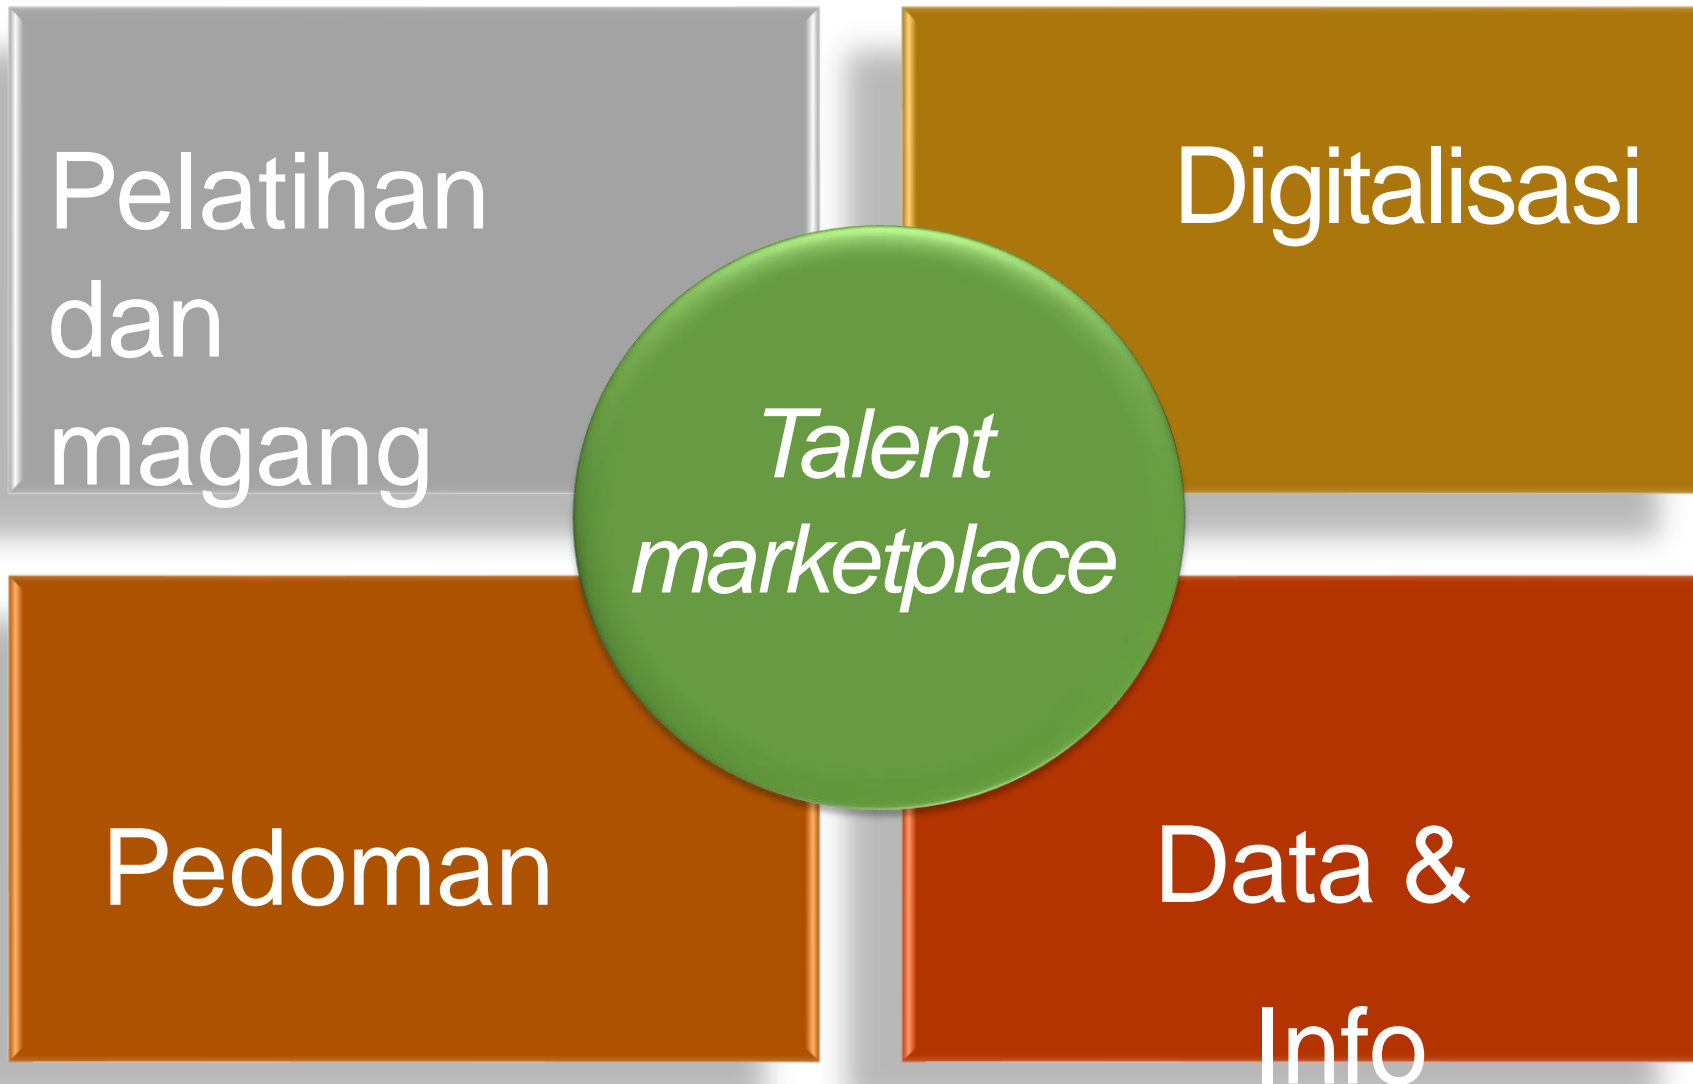 Pelatihan
dan
magang
Digitalisasi
Talent
marketplace
Pedoman
Data &
Info